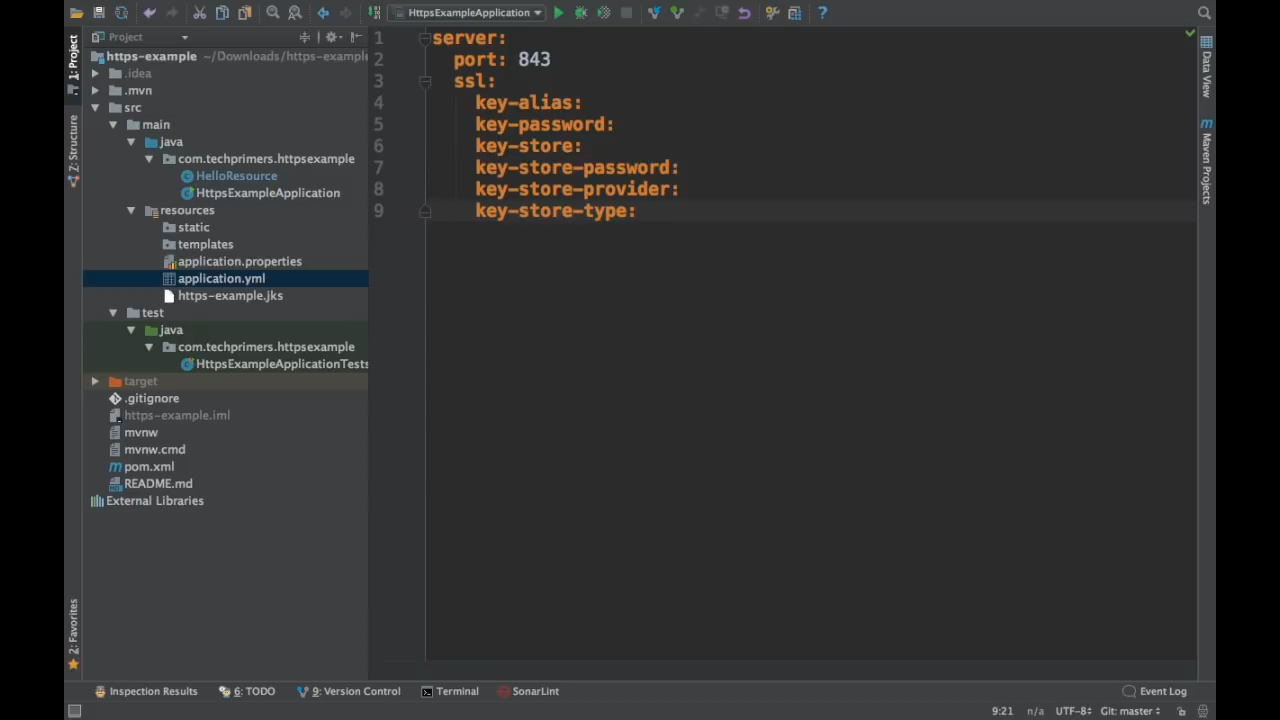 HttpsExampleApplication
1: Project
Project
https-example ~/Downloads/https-exampl
.idea
.mvn
src
main
java
com.techprimers.httpsexample
HelloResource
HttpsExampleApplication
resources
static
templates
application.properties
application.yml
https-example.jks
test
java
com.techprimers.httpsexample
HttpsExampleApplicationTests
target
.gitignore
https-example.iml
mvnw
mvnw.cmd
pom.xml
README.md
External Libraries
Z: Structure
2: Favorites
1 server:
2 port: 843
3 ssl:
4 key-alias:
5 key-password:
6 key-store:
7 key-store-password:
8 key-store-provider:
9 key-store-type:
Data View
Maven Projects
Inspection Results 6: TODO 9: Version Control Terminal SonarLint Event Log
9:21 n/a UTF-8 Git: master